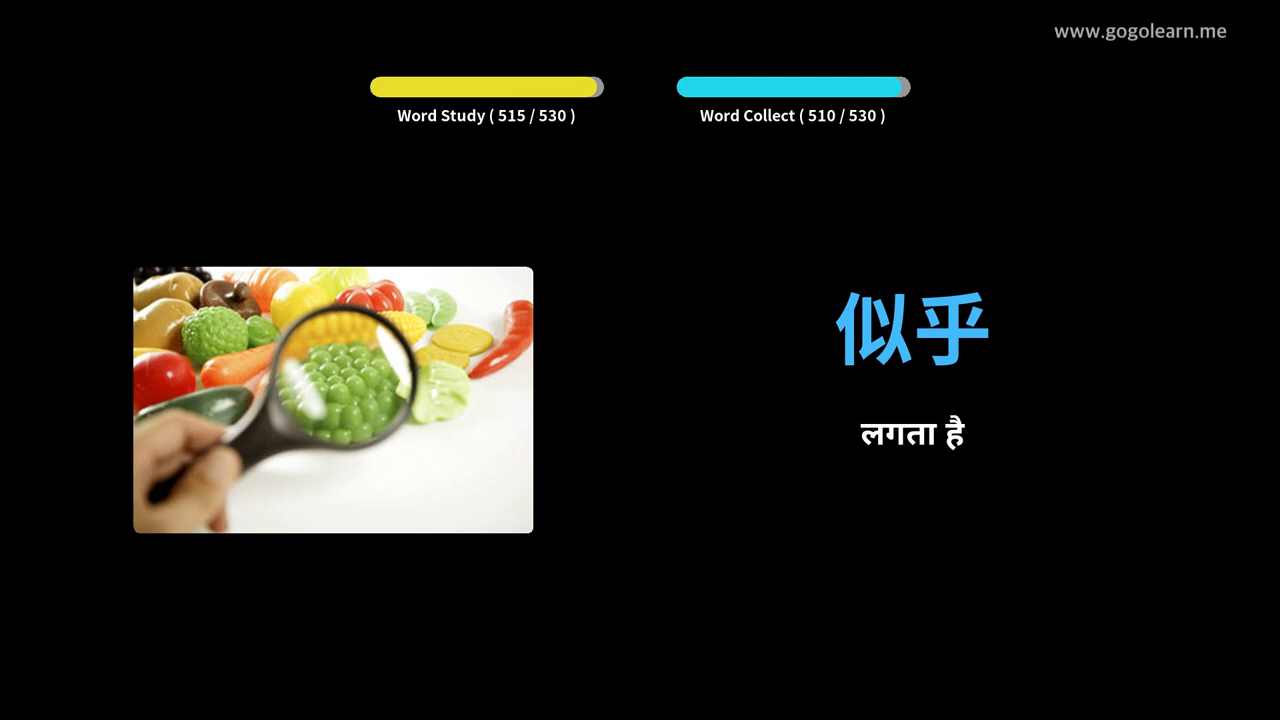 www.gogolearn.me
Word Study ( 515 / 530 )
Word Collect ( 510 / 530 )
似乎
लगता है